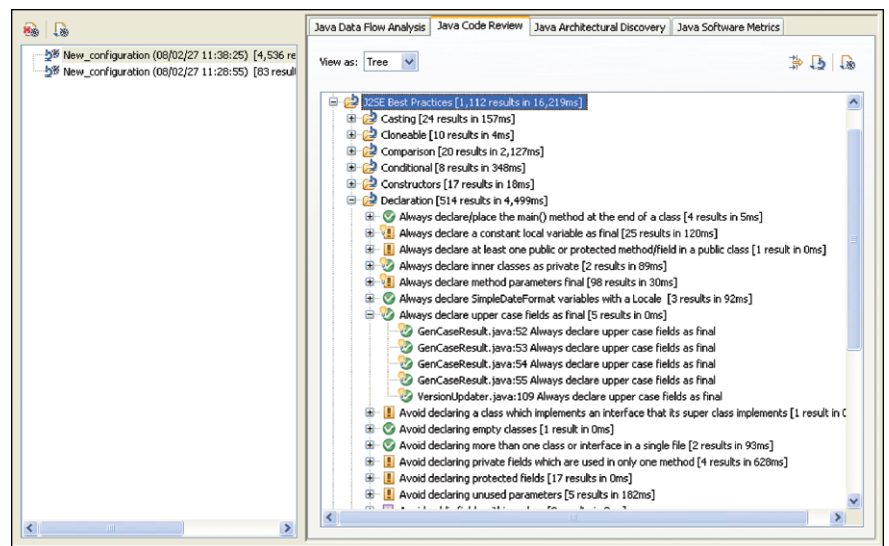 New_configuration (08/02/27 11:38:25) [4,536 re
New_configuration (08/02/27 11:28:55) [83 resul
Java Data Flow Analysis Java Code Review Java Architectural Discovery Java Software Metrics
View as: Tree
J2SE Best Practices [1,112 results in 16,219ms]
Casting [24 results in 157ms]
Cloneable [10 results in 4ms]
Comparison [20 results in 2,127ms]
Conditional [8 results in 348ms]
Constructors [17 results in 18ms]
Declaration [514 results in 4,499ms]
Always declare/place the main() method at the end of a class [4 results in 5ms]
Always declare a constant local variable as final [25 results in 120ms]
Always declare at least one public or protected method/field in a public class [1 result in 0ms]
Always declare inner classes as private [2 results in 89ms]
Always declare method parameters final [98 results in 30ms]
Always declare SimpleDateFormat variables with a Locale [3 results in 92ms]
Always declare upper case fields as final [5 results in 0ms]
GenCaseResult.java:52 Always declare upper case fields as final
GenCaseResult.java:53 Always declare upper case fields as final
GenCaseResult.java:54 Always declare upper case fields as final
GenCaseResult.java:55 Always declare upper case fields as final
VersionUpdater.java:109 Always declare upper case fields as final
Avoid declaring a class which implements an interface that its super class implements [1 result in 0
Avoid declaring empty classes [1 result in 0ms]
Avoid declaring more than one class or interface in a single file [2 results in 93ms]
Avoid declaring private fields which are used in only one method [4 results in 628ms]
Avoid declaring protected fields [17 results in 0ms]
Avoid declaring unused parameters [5 results in 182ms]